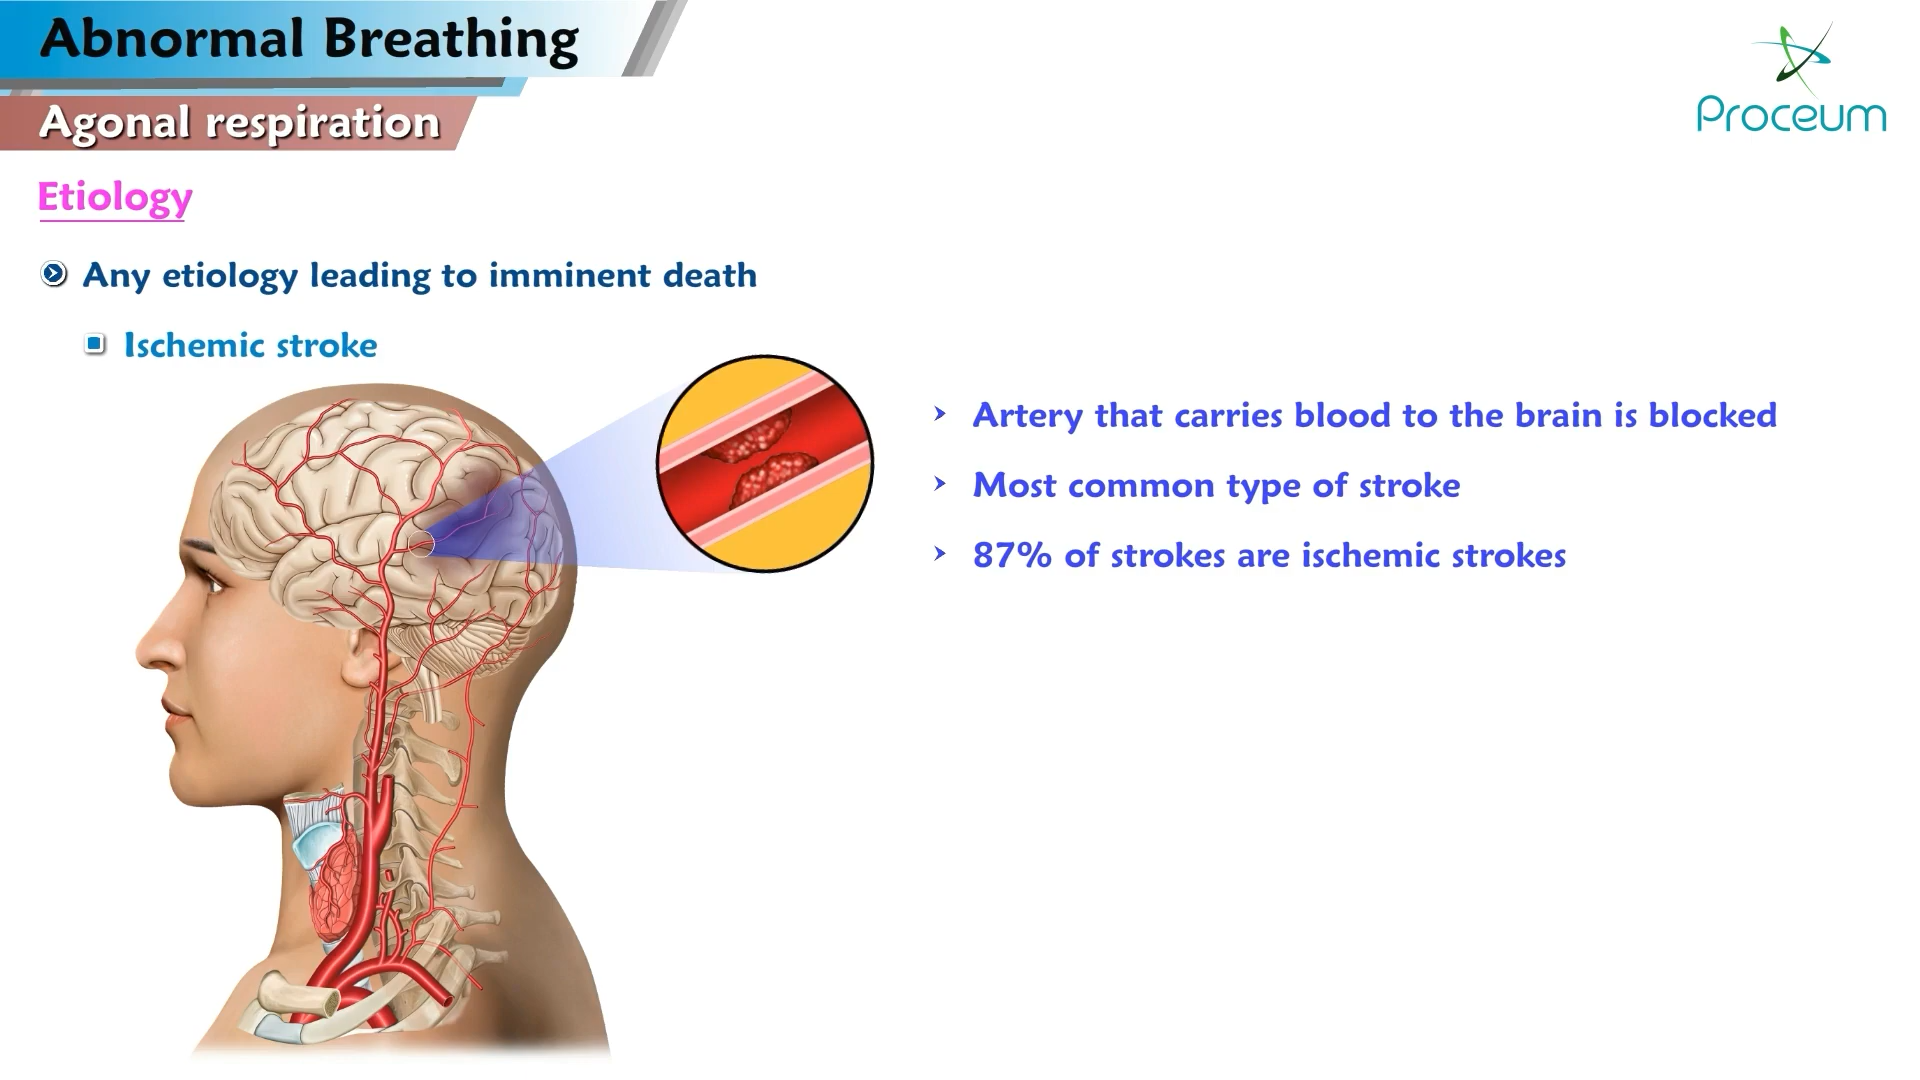 Abnormal Breathing
Agonal respiration
Proceum
Etiology
Any etiology leading to imminent death
Ischemic stroke
Artery that carries blood to the brain is blocked
Most common type of stroke
87% of strokes are ischemic strokes